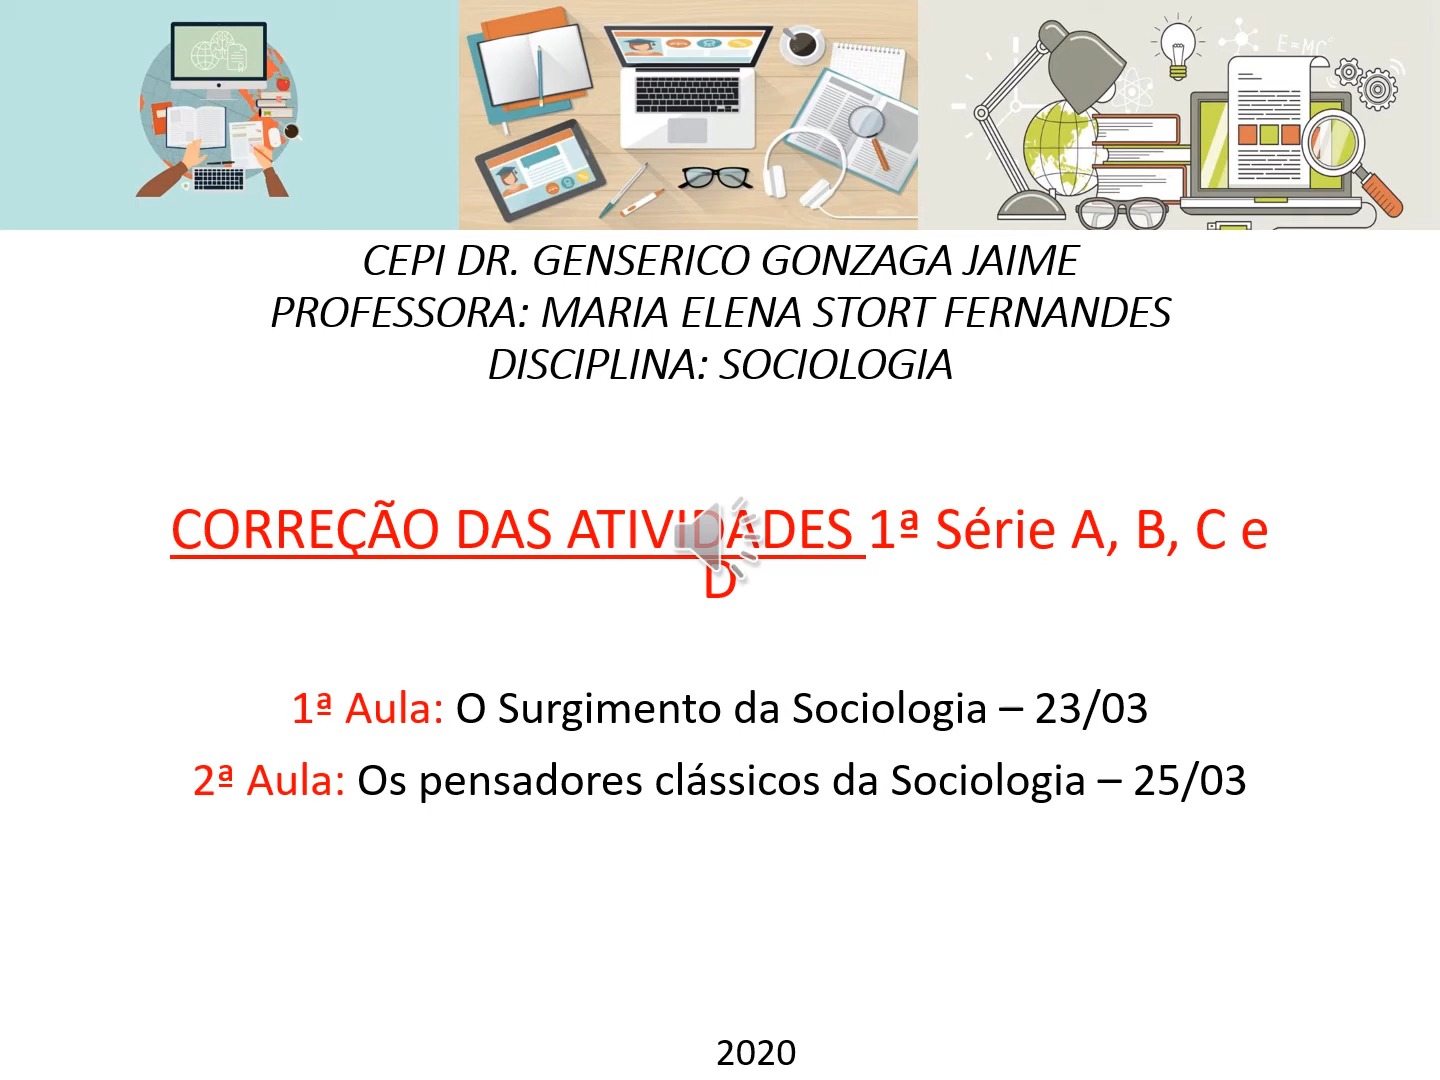 E=MC²
CEPI DR. GENSERICO GONZAGA JAIME
PROFESSORA: MARIA ELENA STORT FERNANDES
DISCIPLINA: SOCIOLOGIA
CORREÇÃO DAS ATIVIDADES 1ª Série A, B, C e
D
1ª Aula: O Surgimento da Sociologia – 23/03
2ª Aula: Os pensadores clássicos da Sociologia – 25/03
2020